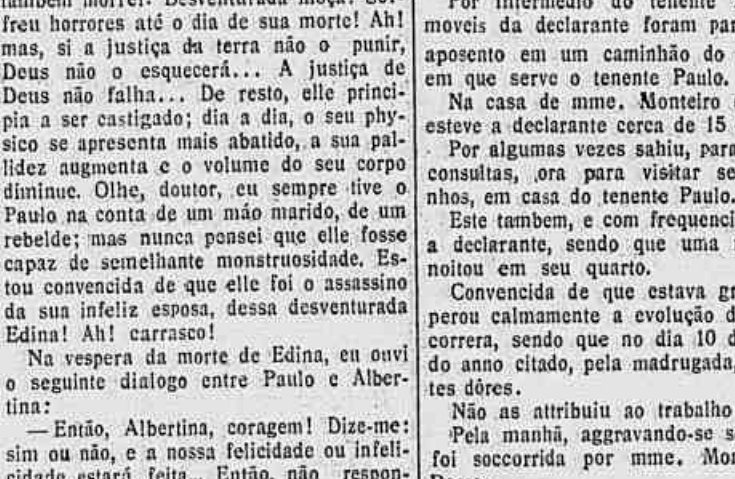 freu horrores até o dia de sua morte! Ah!
mas, si a justiça da terra não o punir,
Deus não o esquecerá... A justiça de
Deus não falha... De resto, elle princi-
pia a ser castigado; dia a dia, o seu phy-
sico se apresenta mais abatido, a sua pal-
lidez augmenta e o volume do seu corpo
diminue. Olhe, doutor, eu sempre tive o
Paulo na conta de um máo marido, de um
rebelde; mas nunca pensei que elle fosse
capaz de semelhante monstruosidade. Es-
tou convencida de que elle foi o assassino
da sua infeliz esposa, dessa desventurada
Edina! Ah! carrasco!
Na vespera da morte de Edina, eu ouvi
o seguinte dialogo entre Paulo e Alber-
tina:
— Então, Albertina, coragem! Dize-me:
sim ou não, e a nossa felicidade ou infeli-
cidade estará feita... Então, não respon-
Por intermedio do tenente
moveis da declarante foram
aposento em um caminhão do
em que serve o tenente Paulo.
Na casa de mme. Monteiro
esteve a declarante cerca de 15
Por algumas vezes sahiu,
consultas, ora para visitar
nhos, em casa do tenente Paulo.
Este tambem, e com
a declarante, sendo que uma
noitou em seu quarto.
Convencida de que estava
perou calmamente a evolução
correra, sendo que no dia 10
do anno citado, pela madrugada,
tes dôres.
Não as attribuiu ao trabalho
Pela manhã, aggravando-se
foi soccorrida por mme.